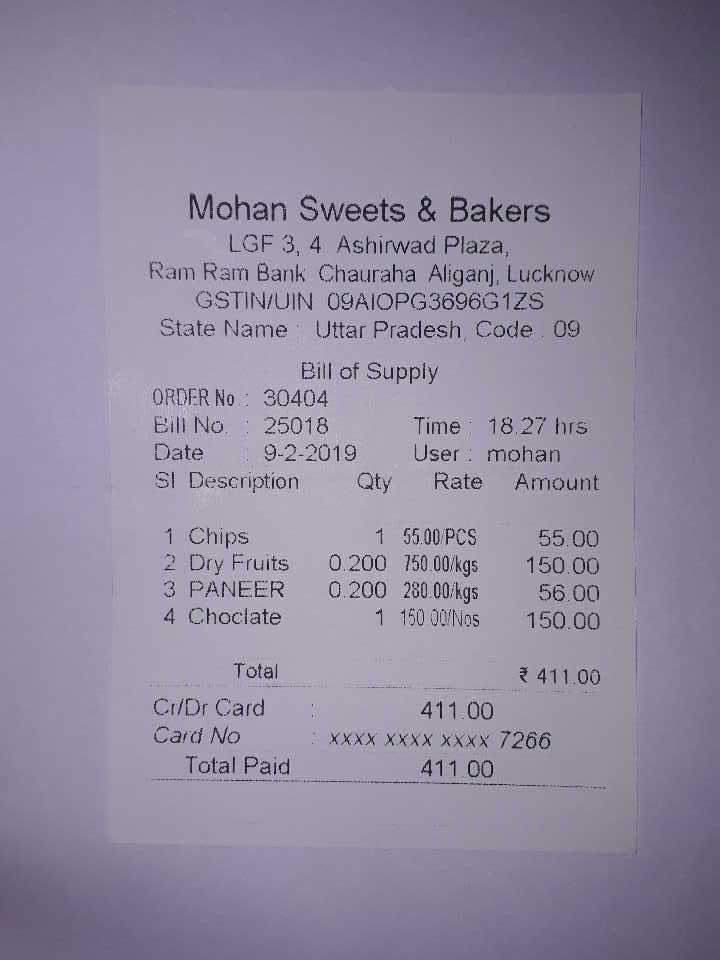 Mohan Sweets & Bakers
LGF 3, 4 Ashirwad Plaza,
Ram Ram Bank Chauraha Aliganj, Lucknow
GSTIN/UIN 09AIOPG3696G1ZS
State Name : Uttar Pradesh, Code : 09
Bill of Supply
ORDER No : 30404
Bill No. : 25018 Time : 18:27 hrs
Date : 9-2-2019 User : mohan
Sl Description Qty Rate Amount
1 Chips 1 55.00/PCS 55.00
2 Dry Fruits 0.200 750.00/kgs 150.00
3 PANEER 0.200 280.00/kgs 56.00
4 Choclate 1 150.00/Nos 150.00
Total ₹ 411.00
Cr/Dr Card : 411.00
Card No : xxxx xxxx xxxx 7266
Total Paid 411.00